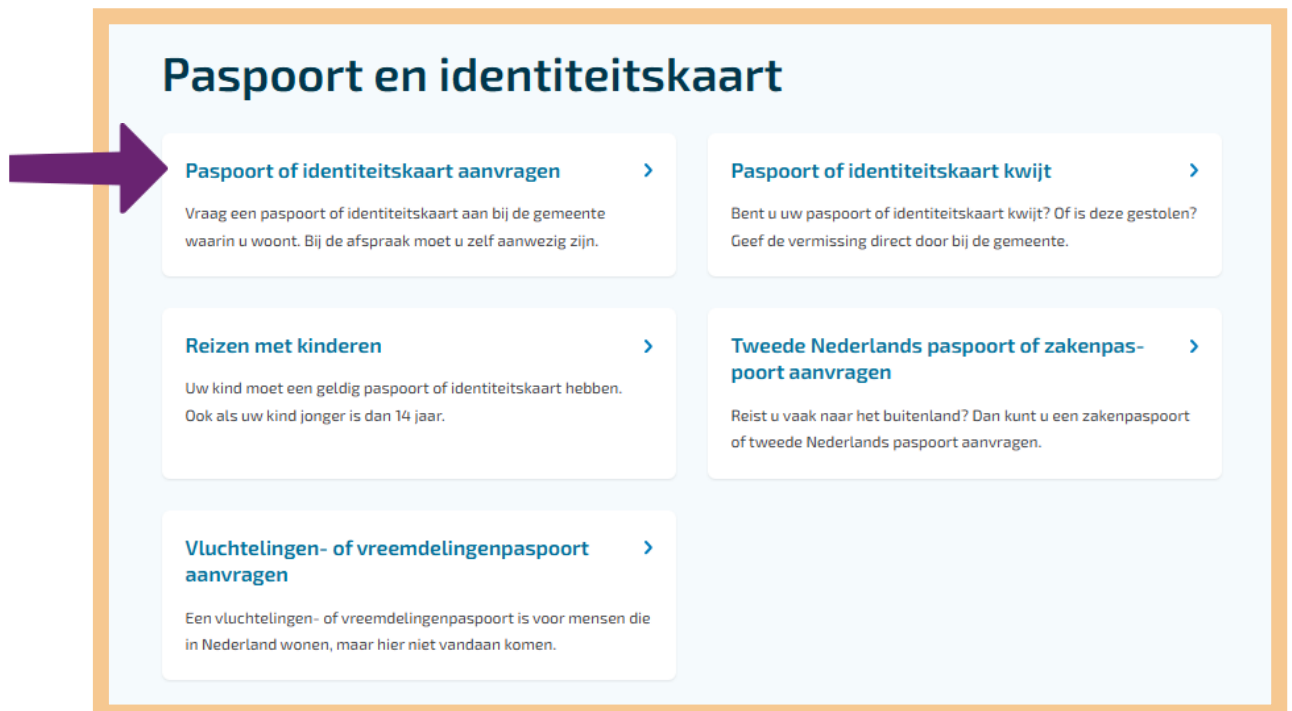 Paspoort en identiteitskaart
Paspoort of identiteitskaart aanvragen
Vraag een paspoort of identiteitskaart aan bij de gemeente
waarin u woont. Bij de afspraak moet u zelf aanwezig zijn.
Paspoort of identiteitskaart kwijt
Bent u uw paspoort of identiteitskaart kwijt? Of is deze gestolen?
Geef de vermissing direct door bij de gemeente.
Reizen met kinderen
Uw kind moet een geldig paspoort of identiteitskaart hebben.
Ook als uw kind jonger is dan 14 jaar.
Tweede Nederlands paspoort of zakenpas-
poort aanvragen
Reist u vaak naar het buitenland? Dan kunt u een zakenpaspoort
of tweede Nederlands paspoort aanvragen.
Vluchtelingen- of vreemdelingenpaspoort
aanvragen
Een vluchtelingen- of vreemdelingenpaspoort is voor mensen die
in Nederland wonen, maar hier niet vandaan komen.